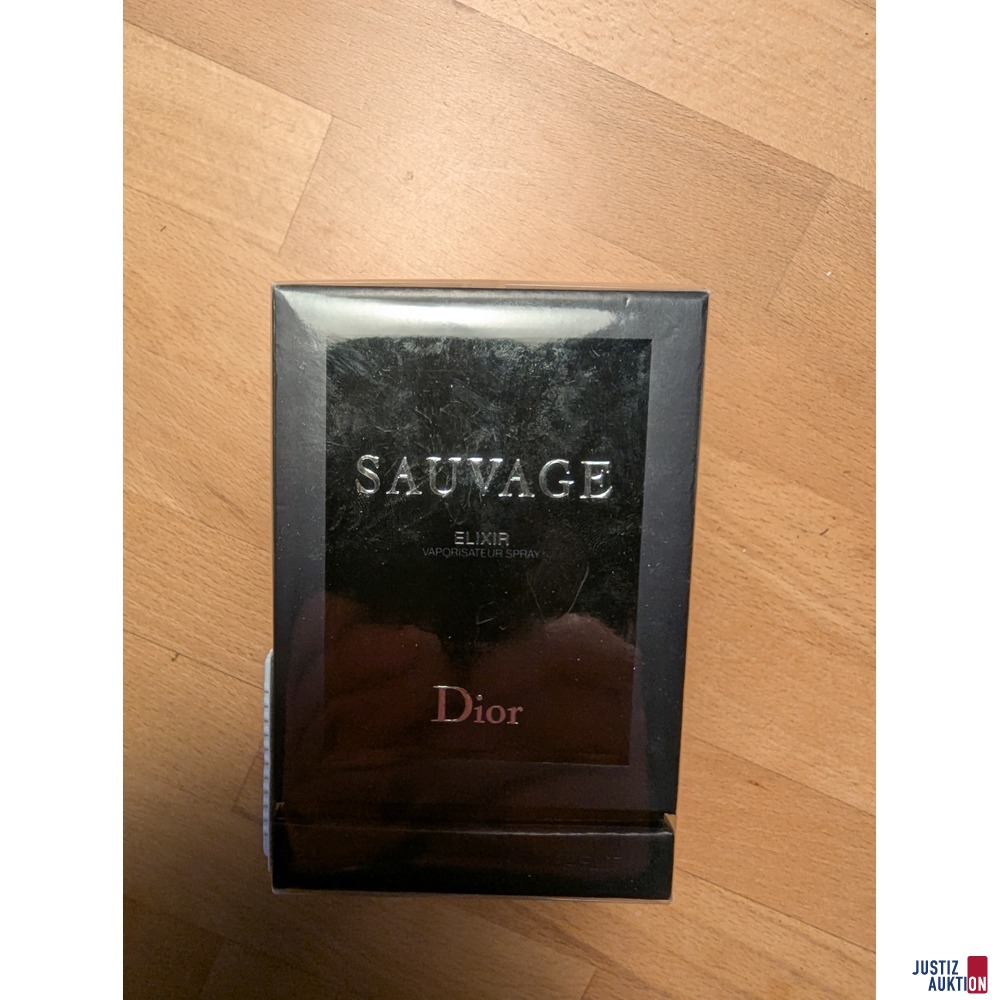 SAUVAGE
ELIXIR
VAPORISATEUR SPRAY
Dior
JUSTIZ
AUKTION